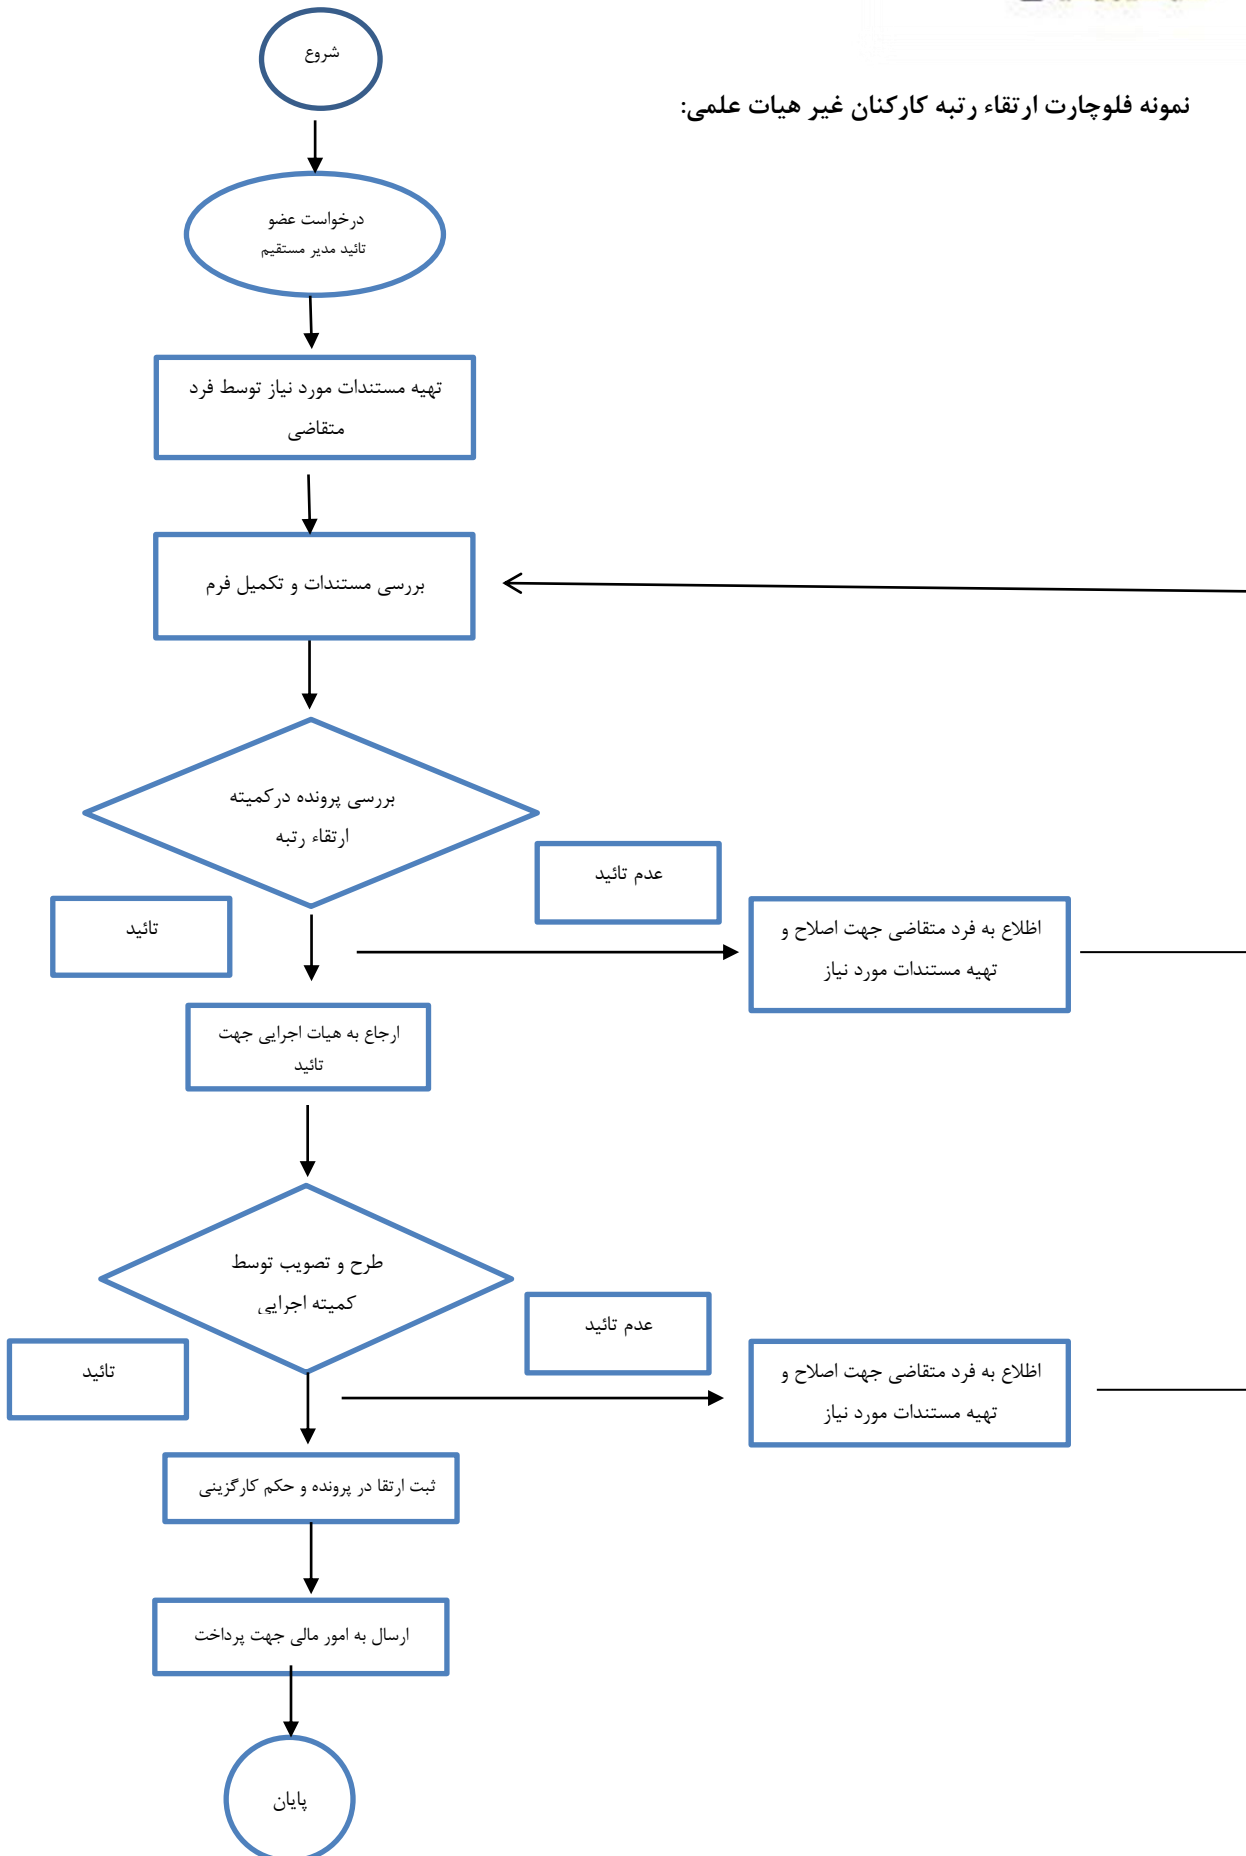 شروع
نمونه فلوچارت ارتقاء رتبه کارکنان غیر هیات علمی:
درخواست عضو
تائید مدیر مستقیم
تهیه مستندات مورد نیاز توسط فرد
متقاضی
بررسی مستندات و تکمیل فرم
بررسی پرونده درکمیته
ارتقاء رتبه
عدم تائید
تائید
اظلاع به فرد متقاضی جهت اصلاح و
تهیه مستندات مورد نیاز
ارجاع به هیات اجرایی جهت
تائید
طرح و تصویب توسط
کمیته اجرایی
عدم تائید
تائید
اظلاع به فرد متقاضی جهت اصلاح و
تهیه مستندات مورد نیاز
ثبت ارتقا در پرونده و حکم کارگزینی
ارسال به امور مالی جهت پرداخت
پایان